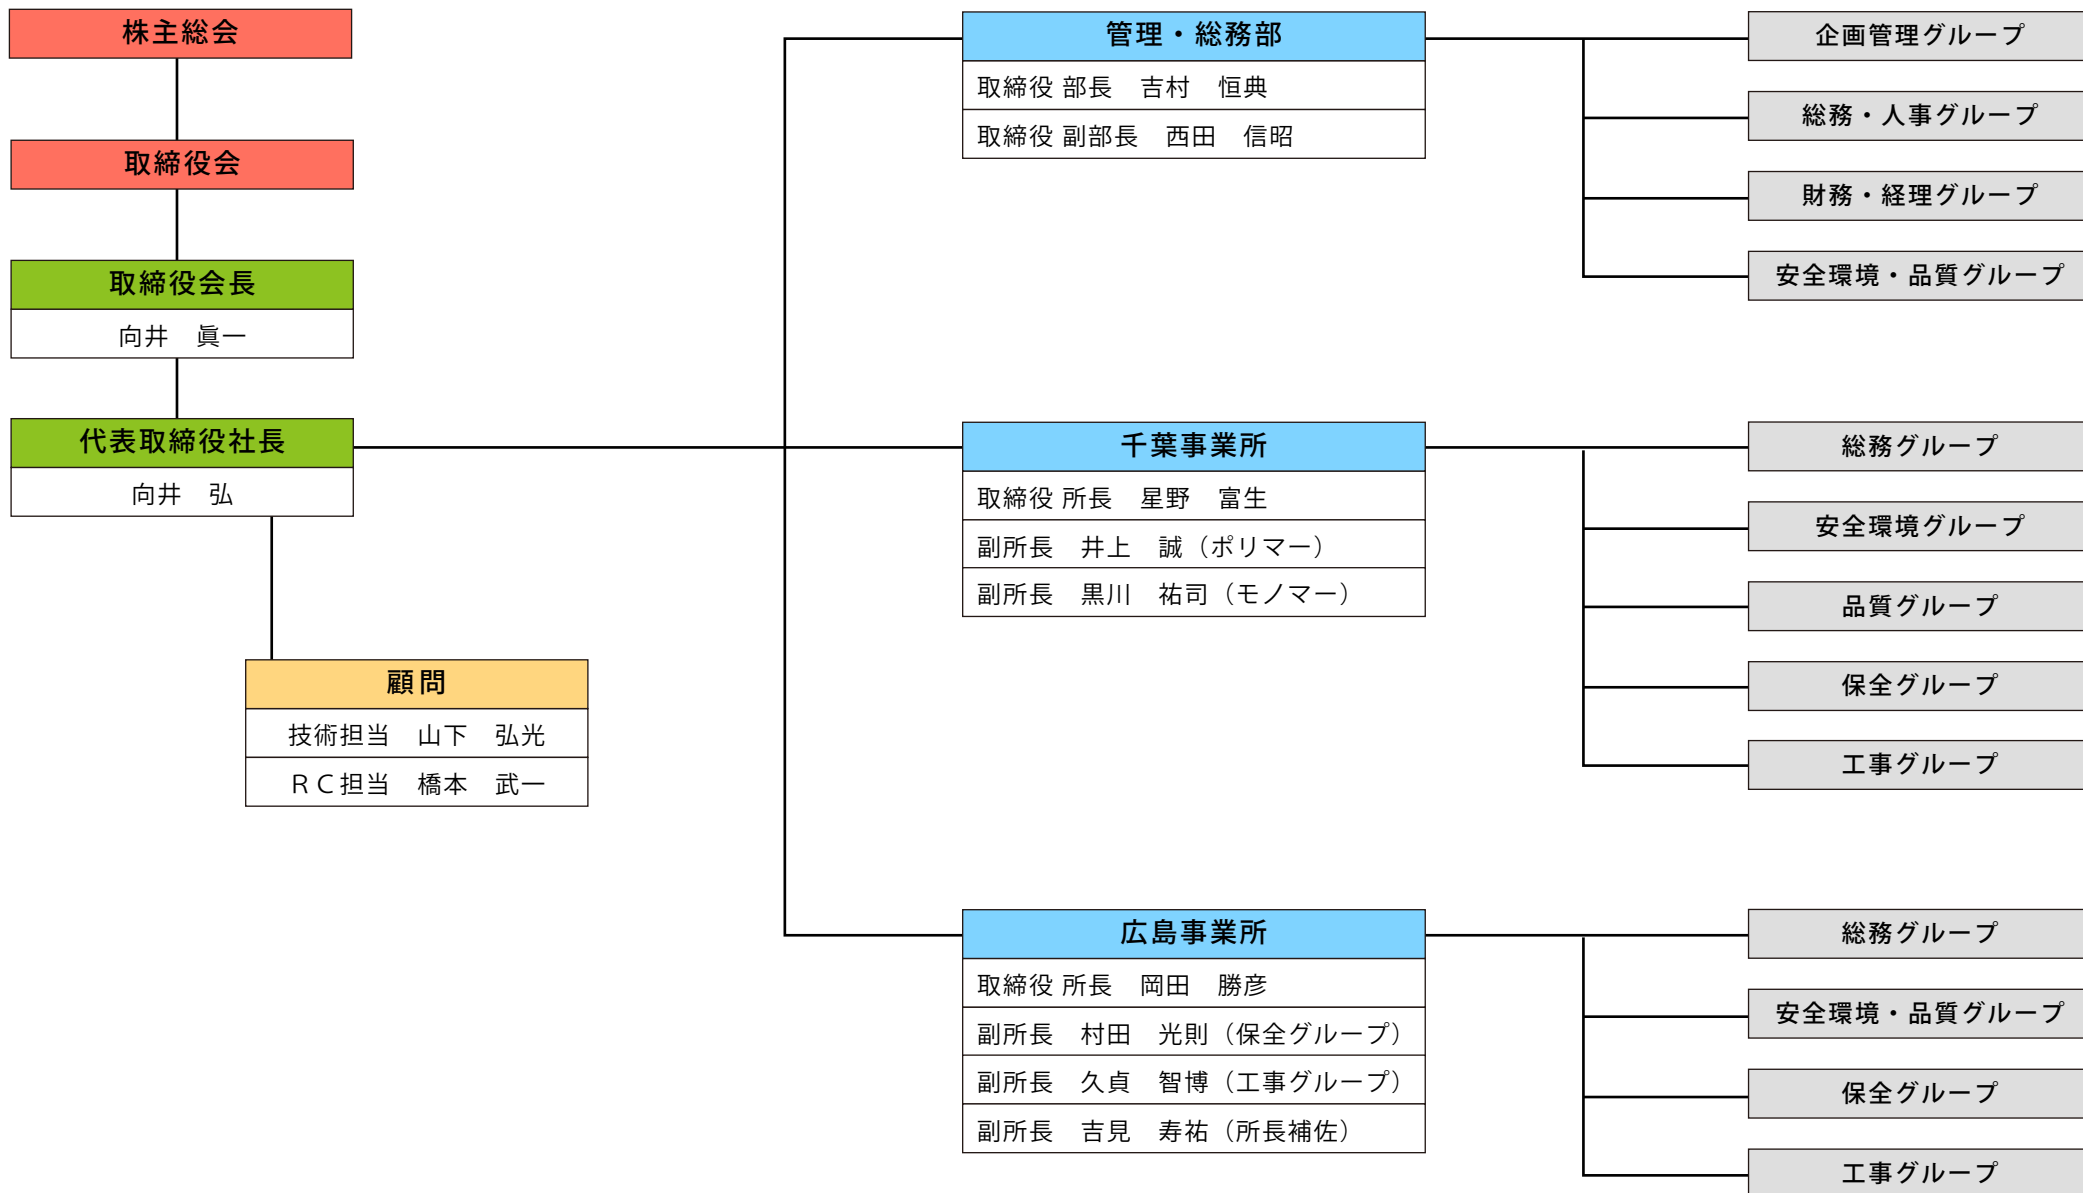 株主総会
取締役会
取締役会長
向井　眞一
代表取締役社長
向井　弘
顧問
技術担当　山下　弘光
ＲＣ担当　橋本　武一
管理・総務部
取締役 部長　吉村　恒典
取締役 副部長　西田　信昭
企画管理グループ
総務・人事グループ
財務・経理グループ
安全環境・品質グループ
千葉事業所
取締役 所長　星野　富生
副所長　井上　誠（ポリマー）
副所長　黒川　祐司（モノマー）
総務グループ
安全環境グループ
品質グループ
保全グループ
工事グループ
広島事業所
取締役 所長　岡田　勝彦
副所長　村田　光則（保全グループ）
副所長　久貞　智博（工事グループ）
副所長　吉見　寿祐（所長補佐）
総務グループ
安全環境・品質グループ
保全グループ
工事グループ